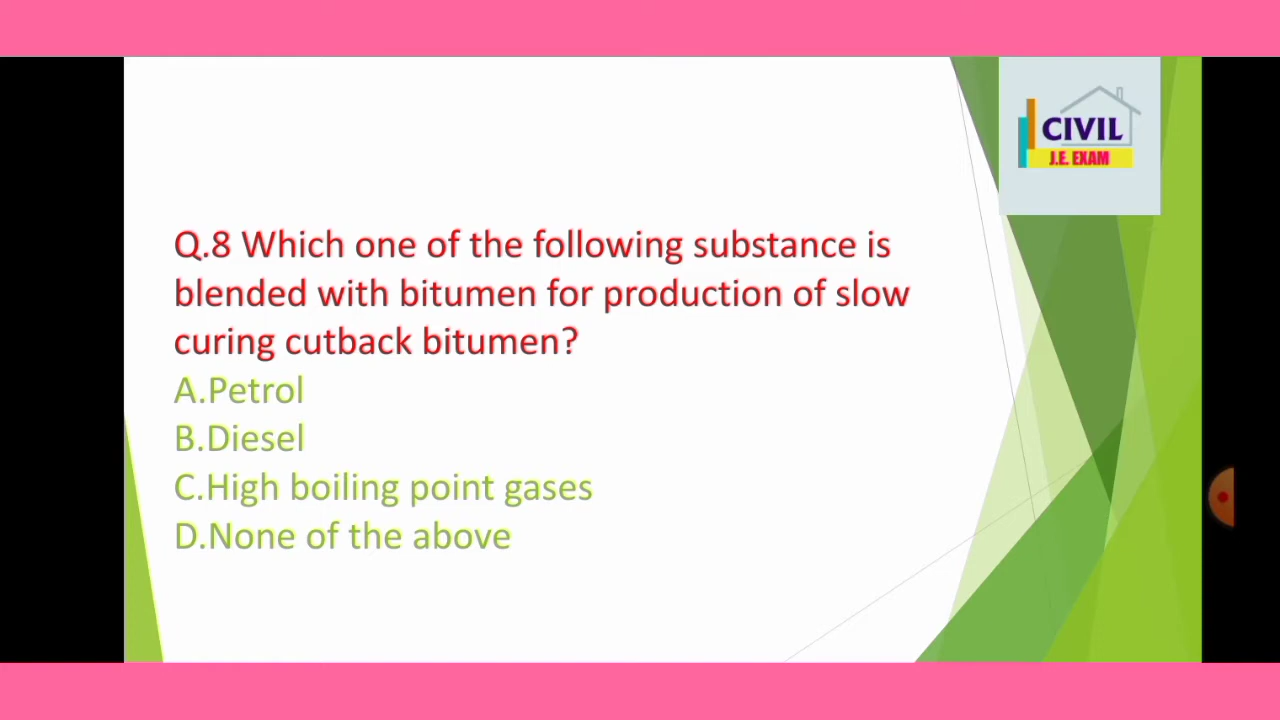 CIVIL
J.E. EXAM
Q.8 Which one of the following substance is
blended with bitumen for production of slow
curing cutback bitumen?
A.Petrol
B.Diesel
C.High boiling point gases
D.None of the above